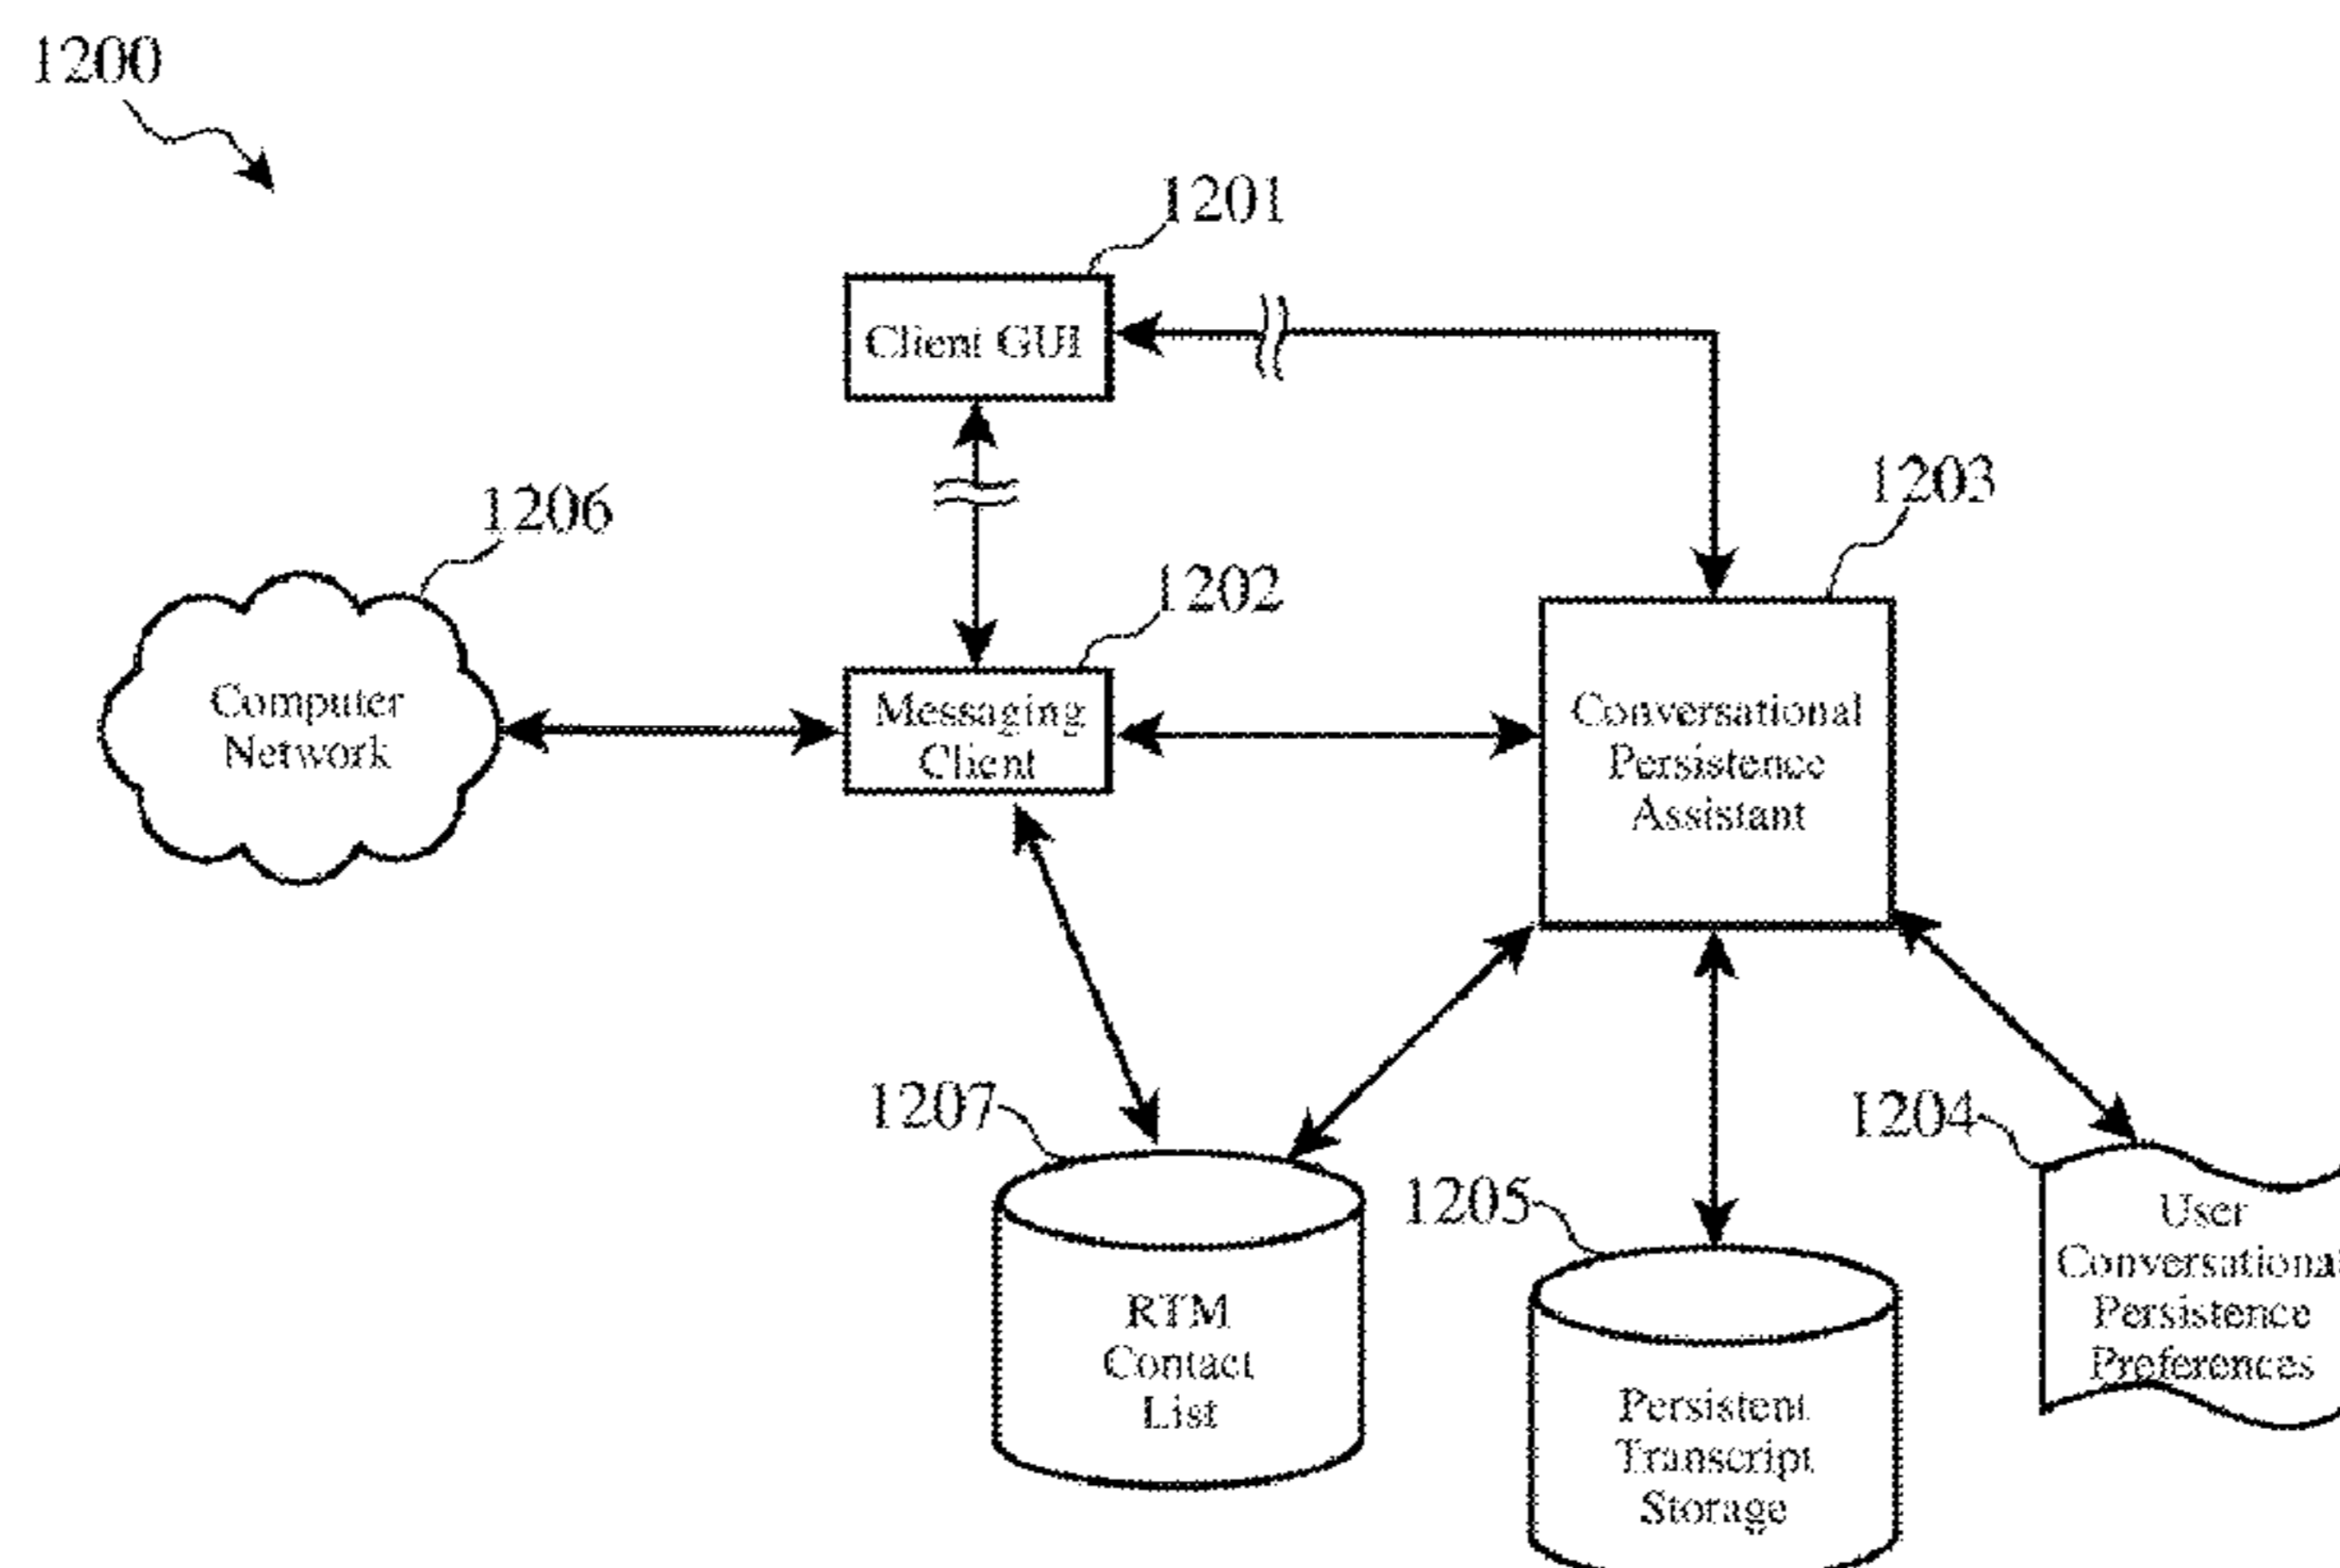 1200
1201
Client GUI
1203
1206
1202
Computer
Network
Messaging
Client
Conversational
Persistence
Assistant
1207
1204
1205
User
Conversational
Persistence
Preferences
RTM
Contact
List
Persistent
Transcript
Storage